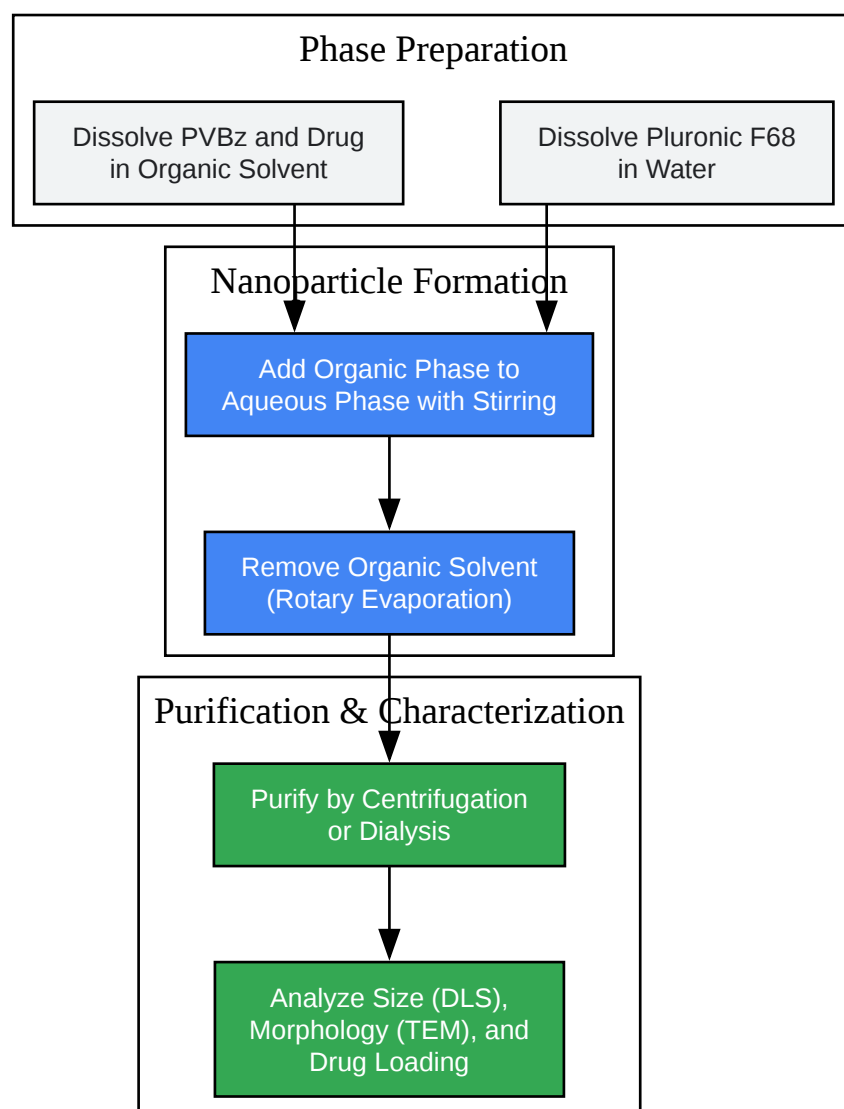 Phase Preparation
Dissolve PVBz and Drug
in Organic Solvent
Dissolve Pluronic F68
in Water
Nanoparticle Formation
Add Organic Phase to
Aqueous Phase with Stirring
Remove Organic Solvent
(Rotary Evaporation)
Purification & Characterization
Purify by Centrifugation
or Dialysis
Analyze Size (DLS),
Morphology (TEM), and
Drug Loading